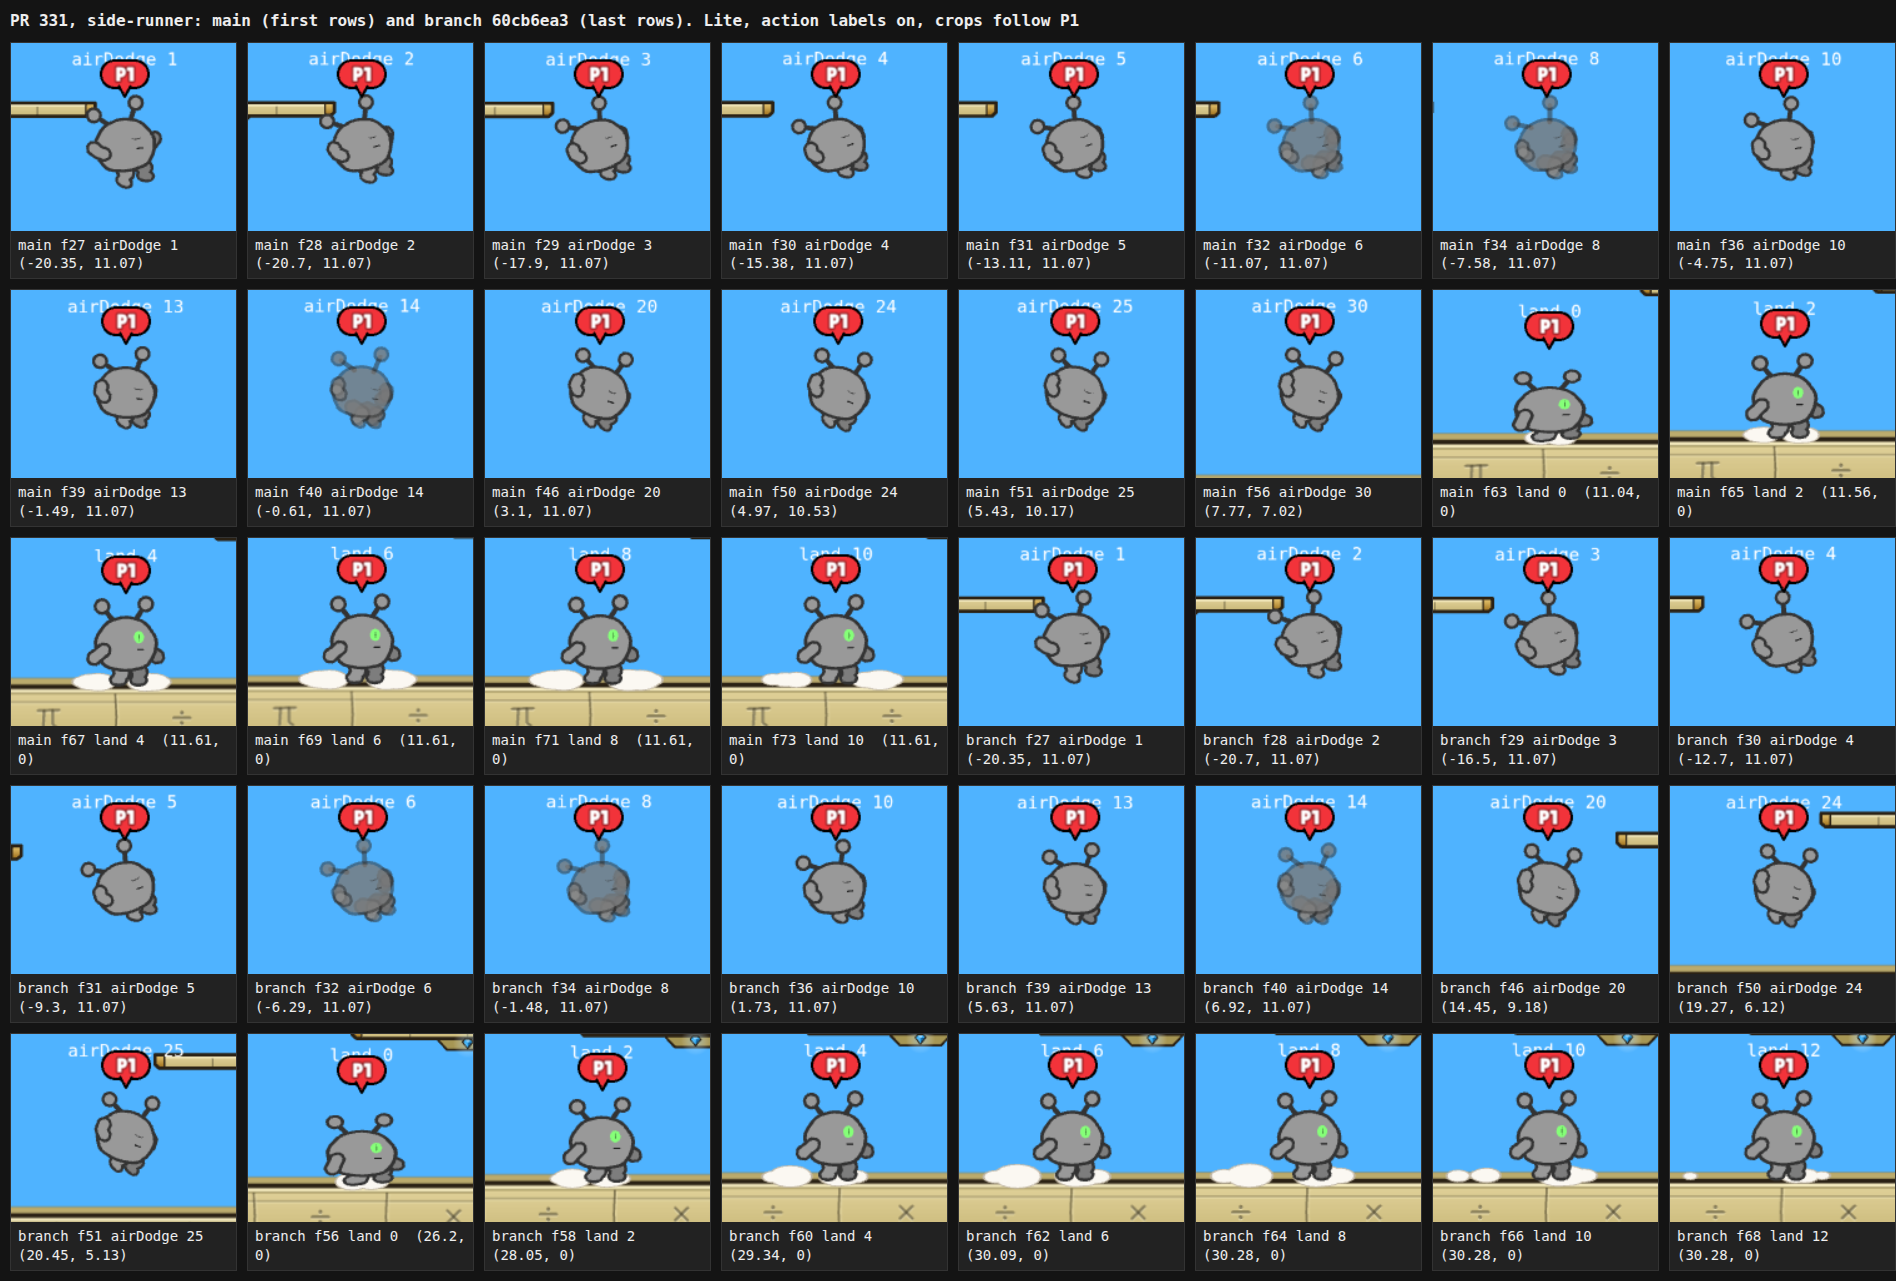 PR 331, side-runner: main (first rows) and branch 60cb6ea3 (last rows). Lite, action labels on, crops follow P1
airDodge 1
P1
main f27 airDodge 1
(-20.35, 11.07)
airDodge 2
P1
main f28 airDodge 2
(-20.7, 11.07)
airDodge 3
P1
main f29 airDodge 3
(-17.9, 11.07)
airDodge 4
P1
main f30 airDodge 4
(-15.38, 11.07)
airDodge 5
P1
main f31 airDodge 5
(-13.11, 11.07)
airDodge 6
P1
main f32 airDodge 6
(-11.07, 11.07)
airDodge 8
P1
main f34 airDodge 8
(-7.58, 11.07)
airDodge 10
P1
main f36 airDodge 10
(-4.75, 11.07)
airDodge 13
P1
main f39 airDodge 13
(-1.49, 11.07)
airDodge 14
P1
main f40 airDodge 14
(-0.61, 11.07)
airDodge 20
P1
main f46 airDodge 20
(3.1, 11.07)
airDodge 24
P1
main f50 airDodge 24
(4.97, 10.53)
airDodge 25
P1
main f51 airDodge 25
(5.43, 10.17)
airDodge 30
P1
main f56 airDodge 30
(7.77, 7.02)
land 0
P1
π ÷
main f63 land 0 (11.04,
0)
land 2
P1
π ÷
main f65 land 2 (11.56,
0)
land 4
P1
π ÷
main f67 land 4 (11.61,
0)
land 6
P1
π ÷
main f69 land 6 (11.61,
0)
land 8
P1
π ÷
main f71 land 8 (11.61,
0)
land 10
P1
π ÷
main f73 land 10 (11.61,
0)
airDodge 1
P1
branch f27 airDodge 1
(-20.35, 11.07)
airDodge 2
P1
branch f28 airDodge 2
(-20.7, 11.07)
airDodge 3
P1
branch f29 airDodge 3
(-16.5, 11.07)
airDodge 4
P1
branch f30 airDodge 4
(-12.7, 11.07)
airDodge 5
P1
branch f31 airDodge 5
(-9.3, 11.07)
airDodge 6
P1
branch f32 airDodge 6
(-6.29, 11.07)
airDodge 8
P1
branch f34 airDodge 8
(-1.48, 11.07)
airDodge 10
P1
branch f36 airDodge 10
(1.73, 11.07)
airDodge 13
P1
branch f39 airDodge 13
(5.63, 11.07)
airDodge 14
P1
branch f40 airDodge 14
(6.92, 11.07)
airDodge 20
P1
branch f46 airDodge 20
(14.45, 9.18)
airDodge 24
P1
branch f50 airDodge 24
(19.27, 6.12)
airDodge 25
P1
branch f51 airDodge 25
(20.45, 5.13)
land 0
P1
÷ ×
branch f56 land 0 (26.2,
0)
land 2
P1
÷ ×
branch f58 land 2
(28.05, 0)
land 4
P1
÷ ×
branch f60 land 4
(29.34, 0)
land 6
P1
÷ ×
branch f62 land 6
(30.09, 0)
land 8
P1
÷ ×
branch f64 land 8
(30.28, 0)
land 10
P1
÷ ×
branch f66 land 10
(30.28, 0)
land 12
P1
÷ ×
branch f68 land 12
(30.28, 0)